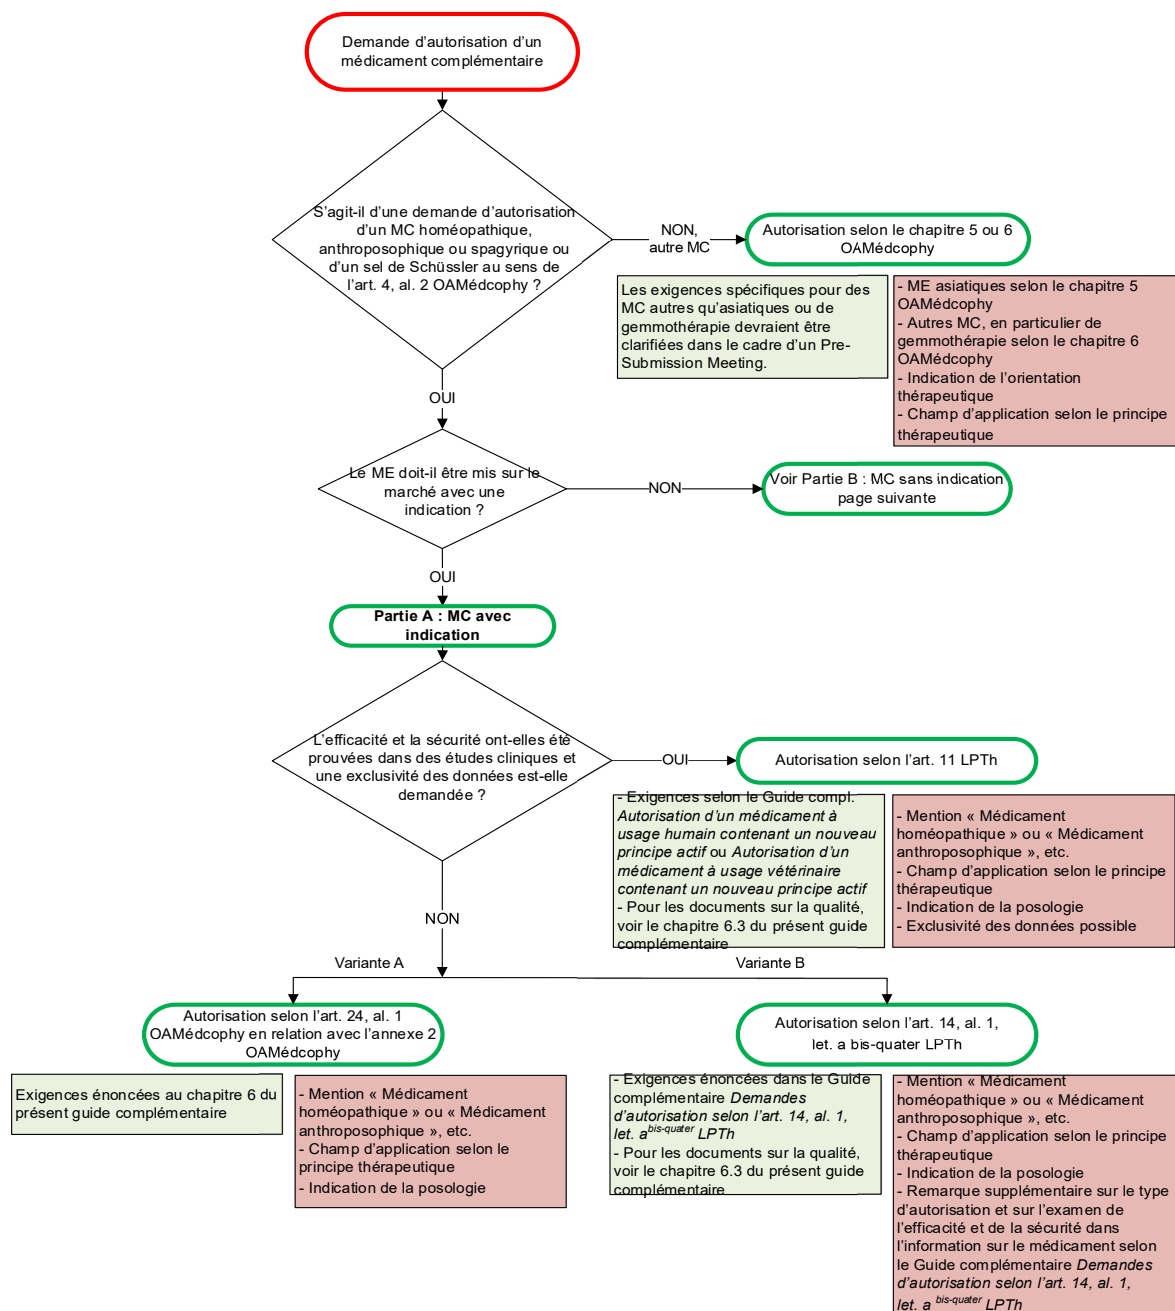 Demande d'autorisation d'un
médicament complémentaire
S'agit-il d'une demande d'autorisation
d'un MC homéopathique,
anthroposophique ou spagyrique ou
d'un sel de Schüssler au sens de
l'art. 4, al. 2 OAMédcophy ?
NON,
autre MC
Autorisation selon le chapitre 5 ou 6
OAMédcophy
Les exigences spécifiques pour des
MC autres qu'asiatiques ou de
gemmothérapie devraient être
clarifiées dans le cadre d'un Pre-
Submission Meeting.
- ME asiatiques selon le chapitre 5
OAMédcophy
- Autres MC, en particulier de
gemmothérapie selon le chapitre 6
OAMédcophy
- Indication de l'orientation
thérapeutique
- Champ d'application selon le principe
thérapeutique
OUI
Le ME doit-il être mis sur le
marché avec une
indication ?
NON
Voir Partie B : MC sans indication
page suivante
OUI
Partie A : MC avec
indication
L'efficacité et la sécurité ont-elles été
prouvées dans des études cliniques et
une exclusivité des données est-elle
demandée ?
OUI
Autorisation selon l'art. 11 LPTh
- Exigences selon le Guide compl.
Autorisation d'un médicament à
usage humain contenant un nouveau
principe actif ou Autorisation d'un
médicament à usage vétérinaire
contenant un nouveau principe actif
- Pour les documents sur la qualité,
voir le chapitre 6.3 du présent guide
complémentaire
- Mention « Médicament
homéopathique » ou « Médicament
anthroposophique », etc.
- Champ d'application selon le principe
thérapeutique
- Indication de la posologie
- Exclusivité des données possible
NON
Variante A
Variante B
Autorisation selon l'art. 24, al. 1
OAMédcophy en relation avec l'annexe 2
OAMédcophy
Autorisation selon l'art. 14, al. 1,
let. a bis-quater LPTh
Exigences énoncées au chapitre 6 du
présent guide complémentaire
- Mention « Médicament
homéopathique » ou « Médicament
anthroposophique », etc.
- Champ d'application selon le
principe thérapeutique
- Indication de la posologie
- Exigences énoncées dans le Guide
complémentaire Demandes
d'autorisation selon l'art. 14, al. 1,
let. a bis-quater LPTh
- Pour les documents sur la qualité,
voir le chapitre 6.3 du présent guide
complémentaire
- Mention « Médicament
homéopathique » ou « Médicament
anthroposophique », etc.
- Champ d'application selon le principe
thérapeutique
- Indication de la posologie
- Remarque supplémentaire sur le type
d'autorisation et sur l'examen de
l'efficacité et de la sécurité dans
l'information sur le médicament selon
le Guide complémentaire Demandes
d'autorisation selon l'art. 14, al. 1,
let. a bis-quater LPTh